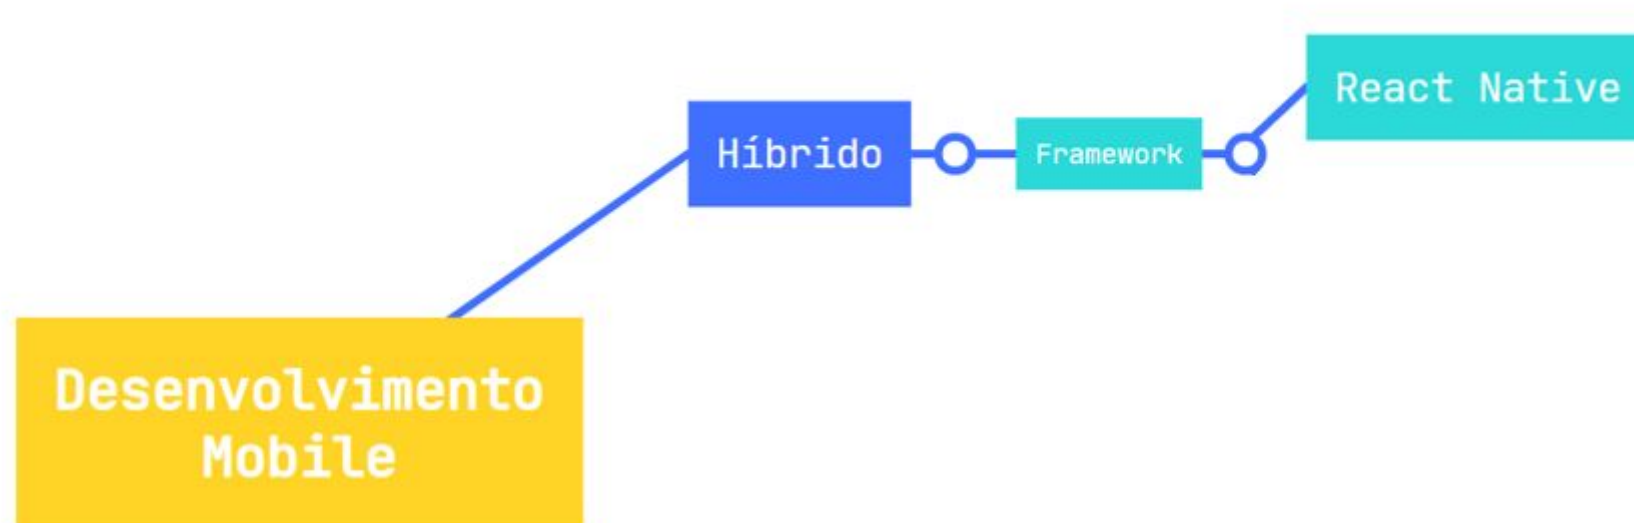 React Native
Híbrido
Framework
Desenvolvimento
Mobile